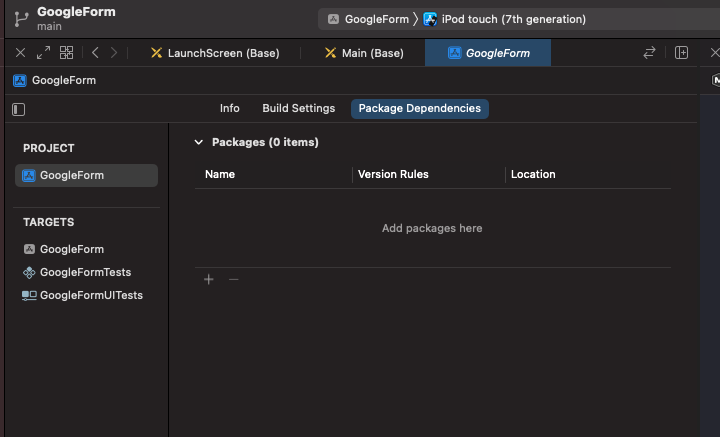 GoogleForm
main
GoogleForm 〉 iPod touch (7th generation)
LaunchScreen (Base)
Main (Base)
GoogleForm
GoogleForm
Info
Build Settings
Package Dependencies
PROJECT
GoogleForm
TARGETS
GoogleForm
GoogleFormTests
GoogleFormUITests
Packages (0 items)
Name
Version Rules
Location
Add packages here